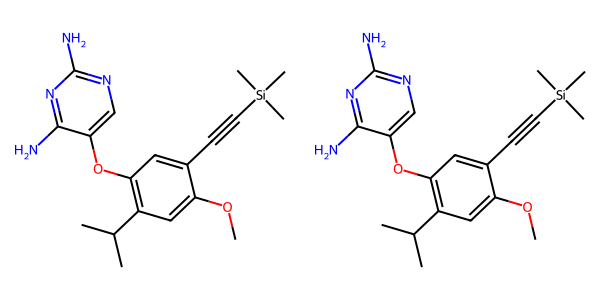 NH₂ NH₂
N N N N
Si Si
H₂N H₂N
O O
O O